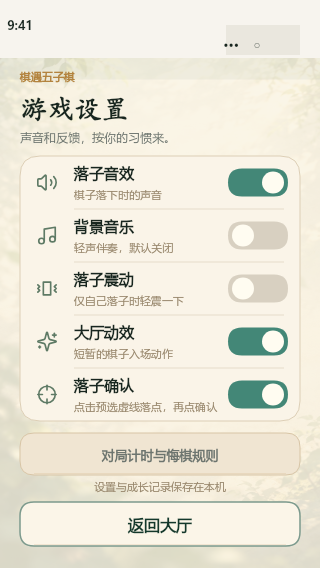 9:41
棋遇五子棋
游戏设置
声音和反馈，按你的习惯来。
落子音效
棋子落下时的声音
背景音乐
轻声伴奏，默认关闭
落子震动
仅自己落子时轻震一下
大厅动效
短暂的棋子入场动作
落子确认
点击预选虚线落点，再点确认
对局计时与悔棋规则
设置与成长记录保存在本机
返回大厅